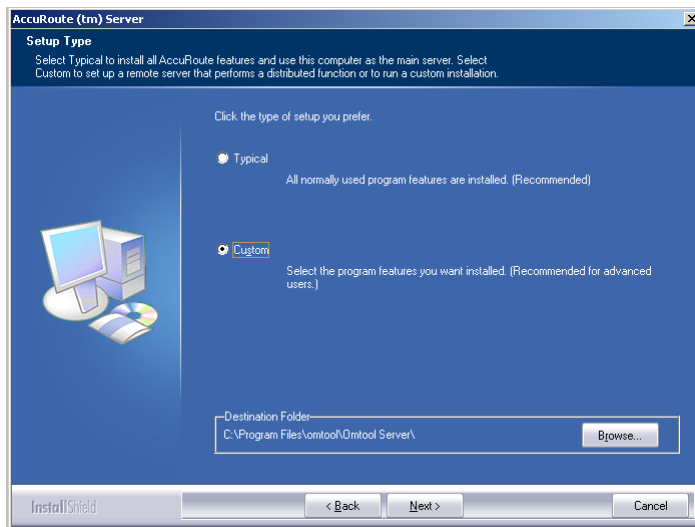 AccuRoute (tm) Server
Setup Type
Select Typical to install all AccuRoute features and use this computer as the main server. Select
Custom to set up a remote server that performs a distributed function or to run a custom installation.
Click the type of setup you prefer.
Typical
All normally used program features are installed. (Recommended)
Custom
Select the program features you want installed. (Recommended for advanced
users.)
Destination Folder
C:\Program Files\omtool\Omtool Server\
Browse...
InstallShield
< Back
Next >
Cancel